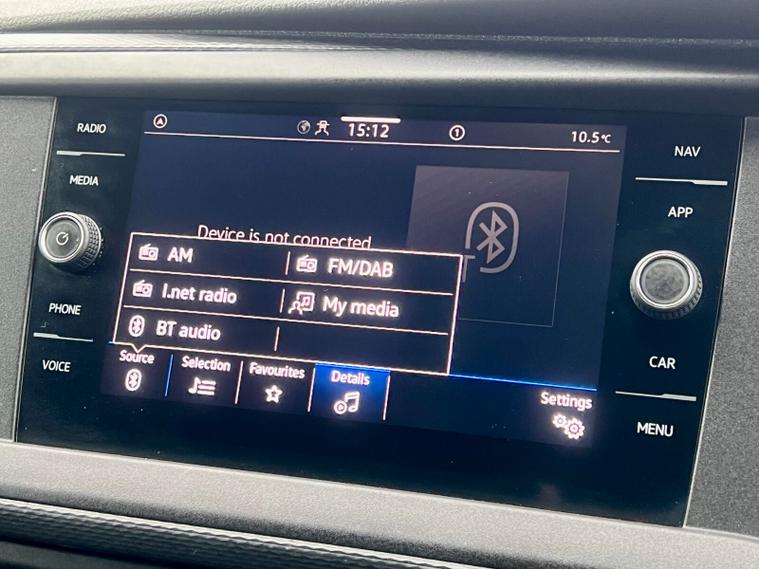 RADIO
MEDIA
PHONE
VOICE
15:12
1
10.5°C
Device is not connected
AM
FM/DAB
I.net radio
My media
BT audio
Source
Selection
Favourites
Details
Settings
NAV
APP
CAR
MENU